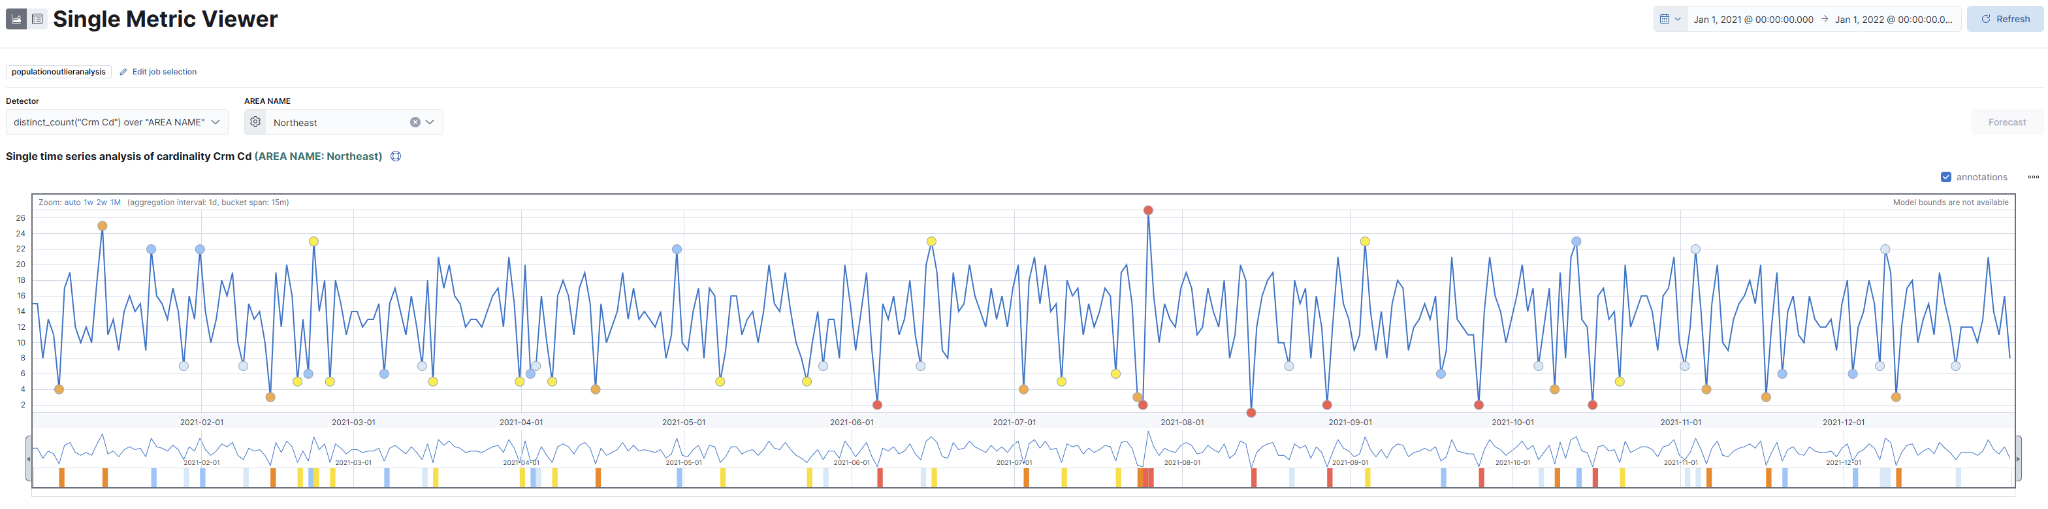 Single Metric Viewer
Jan 1, 2021 @ 00:00:00.000 → Jan 1, 2022 @ 00:00:00.0... Refresh
populationoutlieranalysis Edit job selection
Detector AREA NAME
distinct_count("Crm Cd") over "AREA NAME" Northeast Forecast
Single time series analysis of cardinality Crm Cd (AREA NAME: Northeast)
annotations
Zoom: auto 1w 2w 1M (aggregation interval: 1d, bucket span: 15m) Model bounds are not available
26
24
22
20
18
16
14
12
10
8
6
4
2
2021-02-01 2021-03-01 2021-04-01 2021-05-01 2021-06-01 2021-07-01 2021-08-01 2021-09-01 2021-10-01 2021-11-01 2021-12-01
2021-02-01 2021-03-01 2021-04-01 2021-05-01 2021-06-01 2021-07-01 2021-08-01 2021-09-01 2021-10-01 2021-11-01 2021-12-01